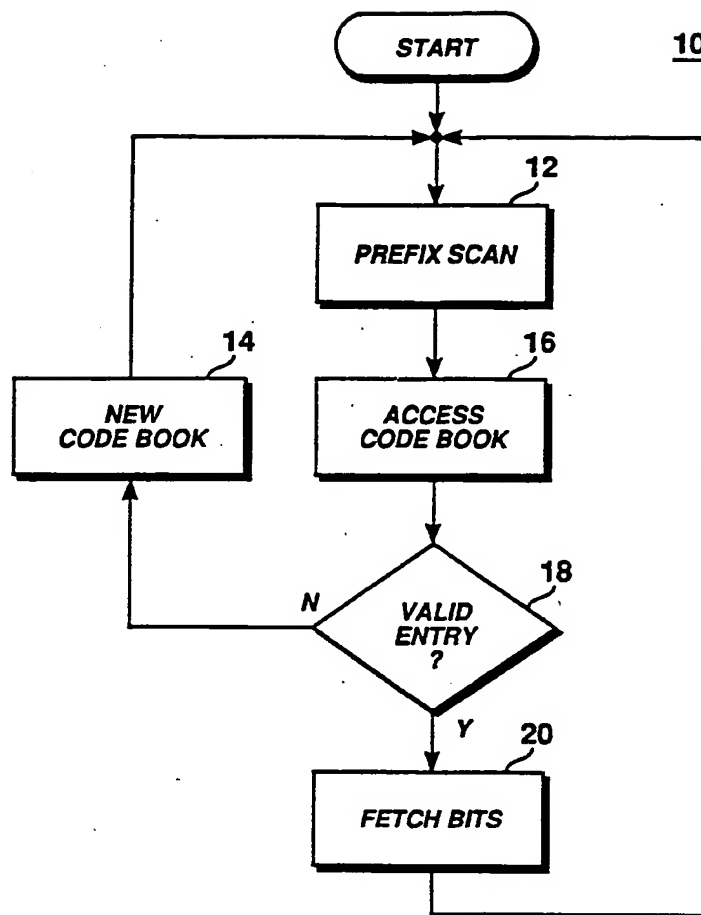 START
10
12
PREFIX SCAN
14
16
NEW
CODE BOOK
ACCESS
CODE BOOK
18
N
VALID
ENTRY
?
Y
20
FETCH BITS